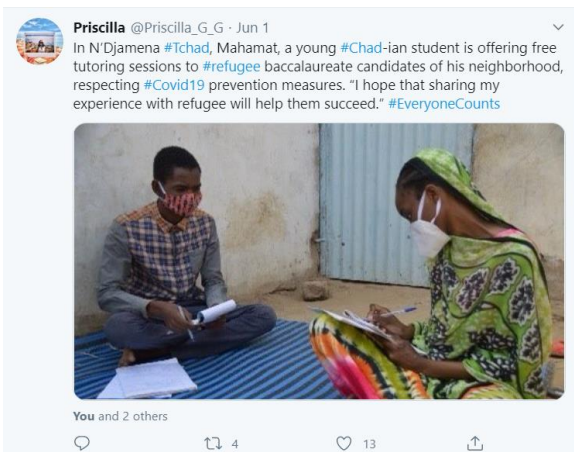 Priscilla @Priscilla_G_G · Jun 1
In N'Djamena #Tchad, Mahamat, a young #Chad-ian student is offering free
tutoring sessions to #refugee baccalaureate candidates of his neighborhood,
respecting #Covid19 prevention measures. “I hope that sharing my
experience with refugee will help them succeed.” #EveryoneCounts
You and 2 others
4 13